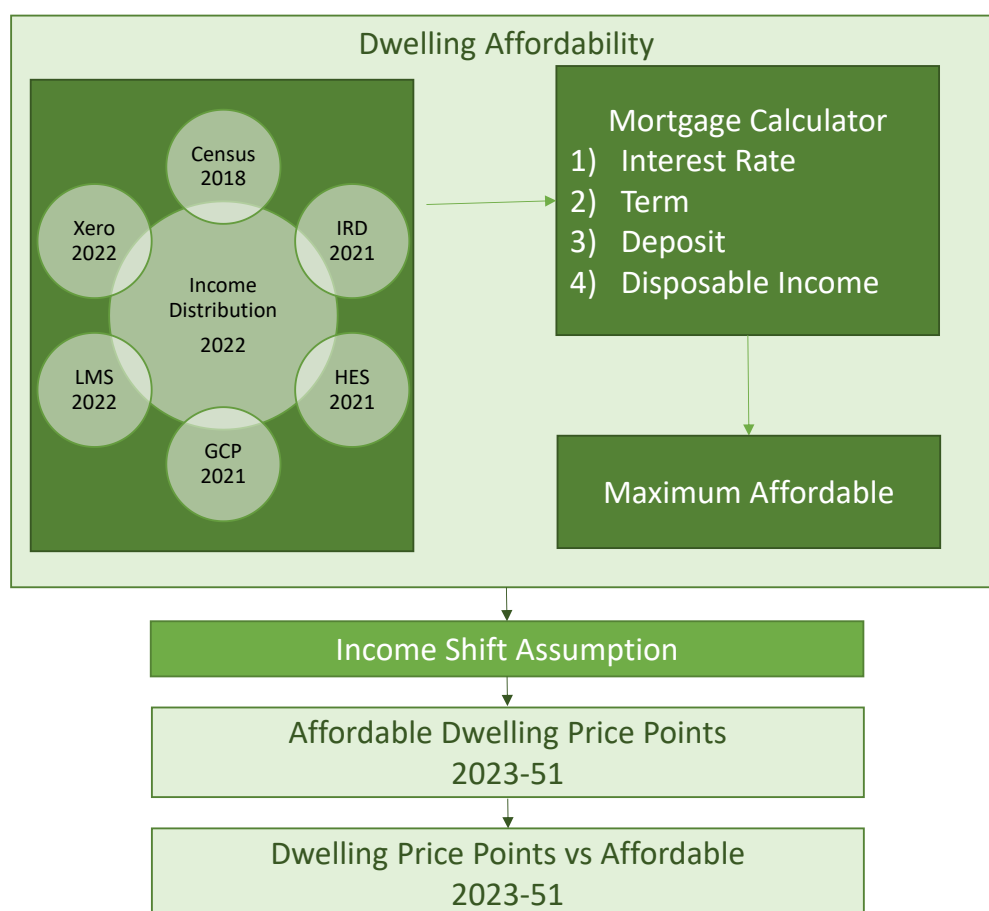 Dwelling Affordability
Census
2018
Xero
2022
IRD
2021
Income
Distribution
2022
LMS
2022
HES
2021
GCP
2021
Mortgage Calculator
1) Interest Rate
2) Term
3) Deposit
4) Disposable Income
Maximum Affordable
Income Shift Assumption
Affordable Dwelling Price Points
2023-51
Dwelling Price Points vs Affordable
2023-51